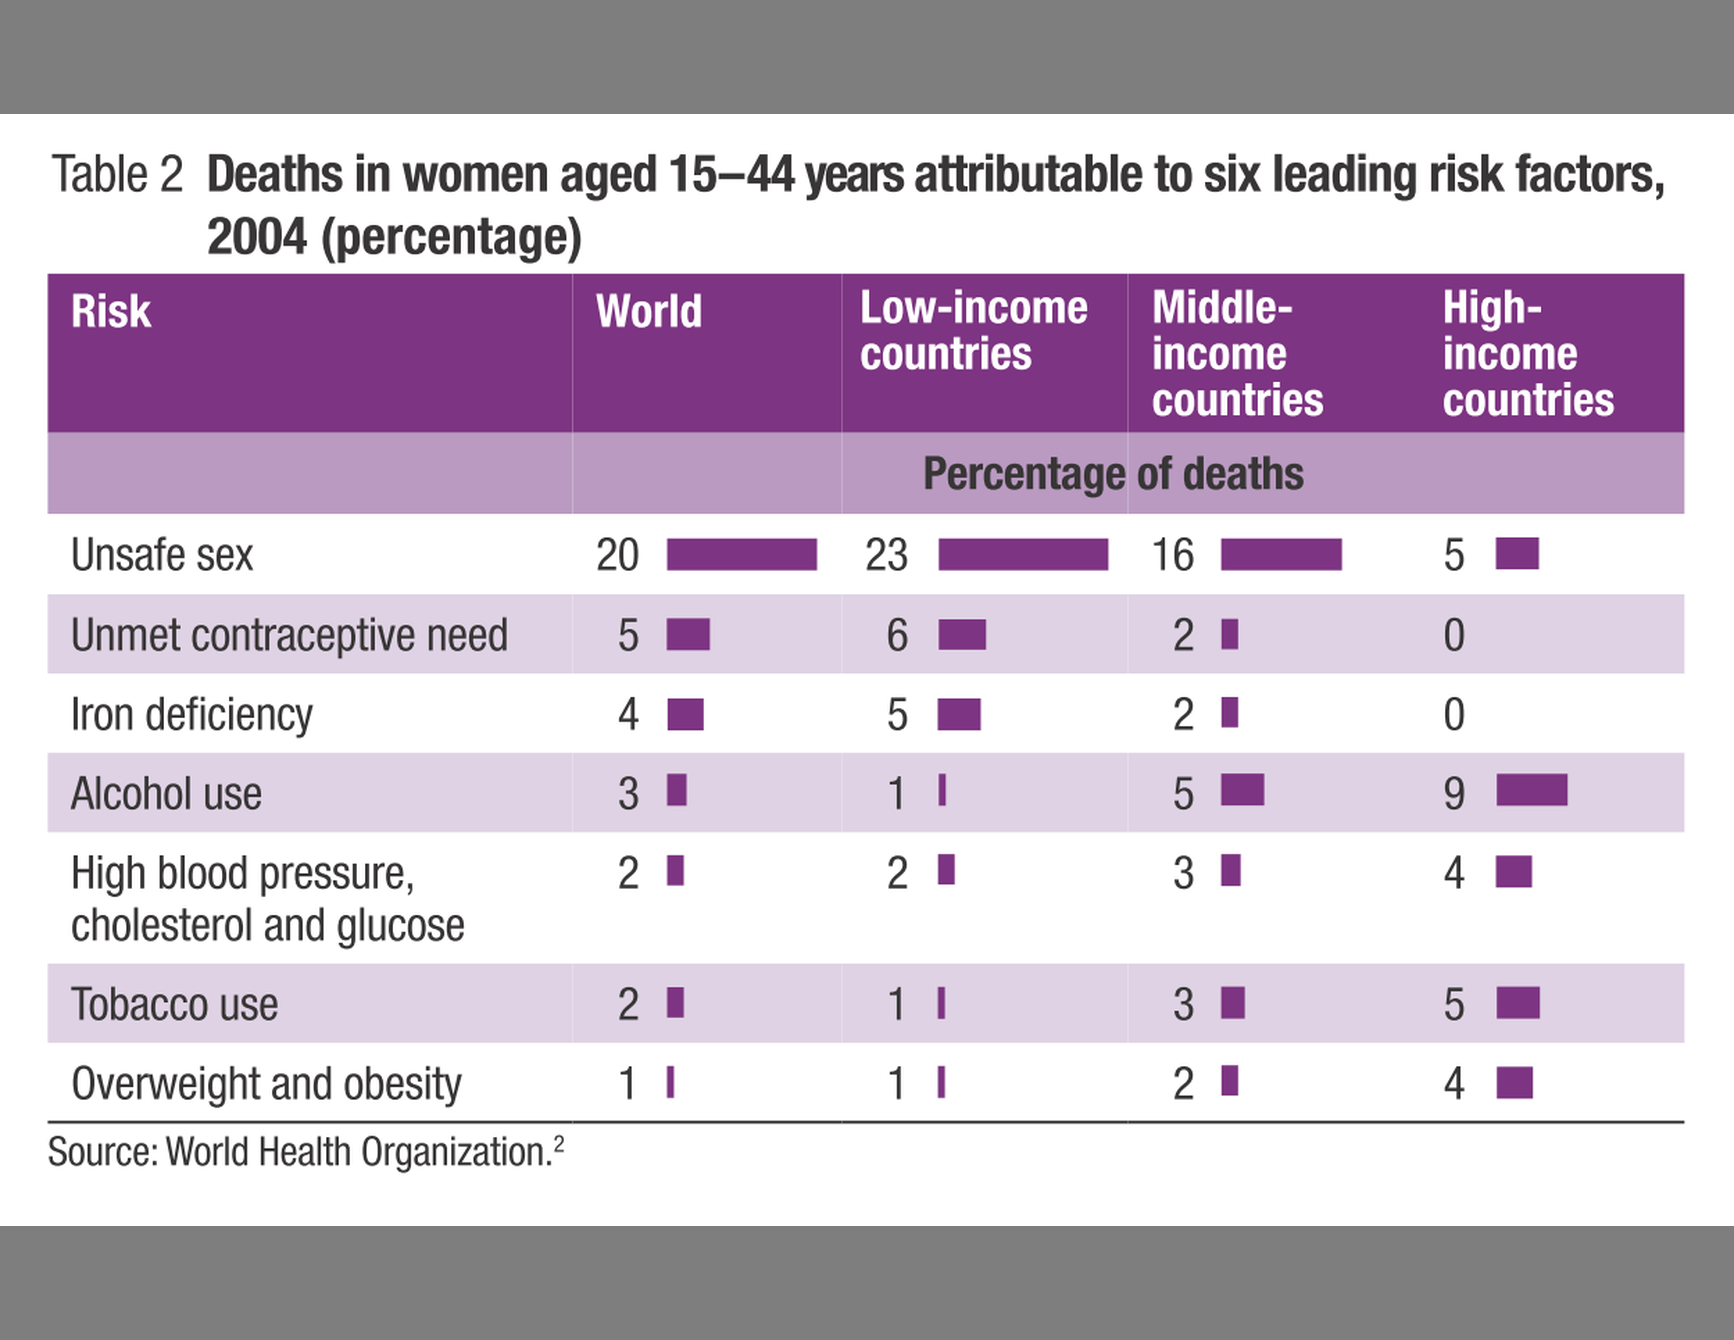 Table 2 Deaths in women aged 15–44 years attributable to six leading risk factors,
2004 (percentage)
Risk World Low-income countries Middle-income countries High-income countries
Percentage of deaths
Unsafe sex 20 23 16 5
Unmet contraceptive need 5 6 2 0
Iron deficiency 4 5 2 0
Alcohol use 3 1 5 9
High blood pressure, 2 2 3 4
cholesterol and glucose
Tobacco use 2 1 3 5
Overweight and obesity 1 1 2 4
Source: World Health Organization.²